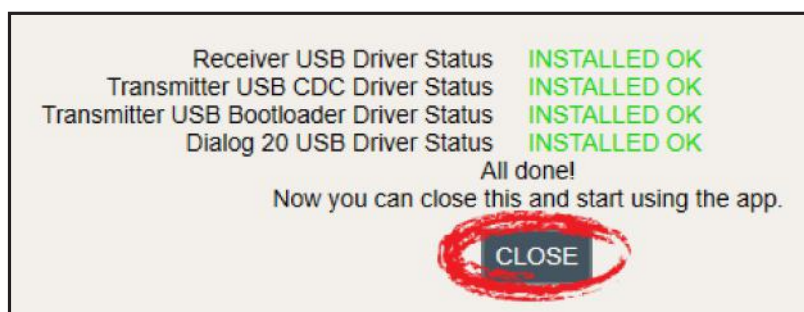 Receiver USB Driver Status INSTALLED OK
Transmitter USB CDC Driver Status INSTALLED OK
Transmitter USB Bootloader Driver Status INSTALLED OK
Dialog 20 USB Driver Status INSTALLED OK
All done!
Now you can close this and start using the app.
CLOSE